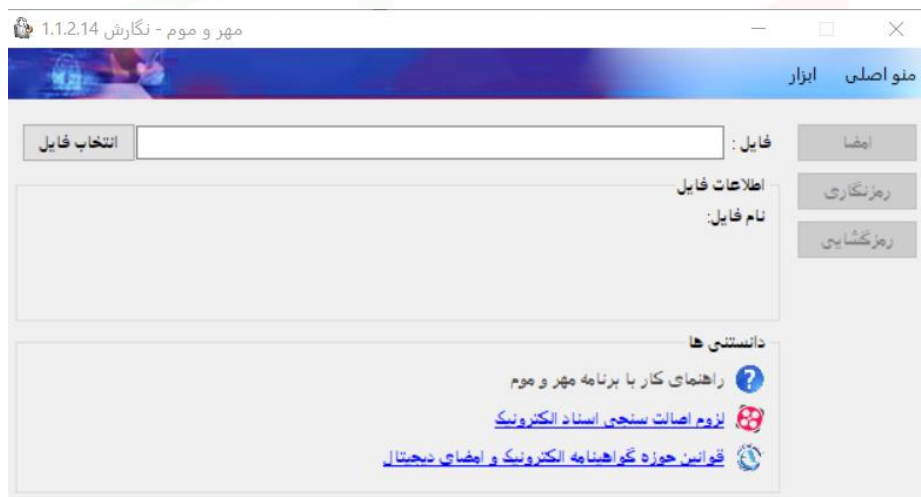 مهر و موم - نگارش 1.1.2.14
منو اصلی ابزار
امضا
رمزنگاری
رمزگشایی
فایل :
انتخاب فایل
اطلاعات فایل
نام فایل:
دانستنی ها
راهنمای کار با برنامه مهر و موم
لزوم اصالت سنجی اسناد الکترونیک
قوانین حوزه گواهینامه الکترونیک و امضای دیجیتال